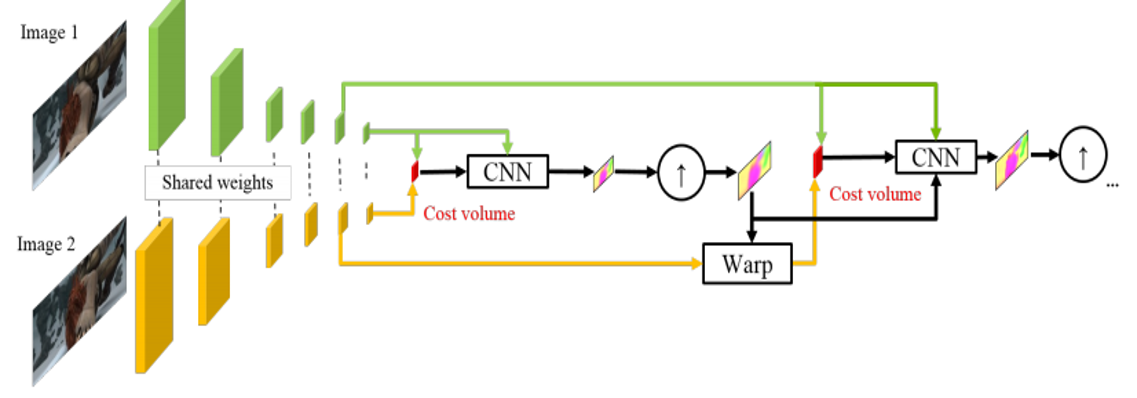 Image 1
Shared weights
Image 2
CNN
↑
Cost volume
Warp
CNN
Cost volume
↑
...